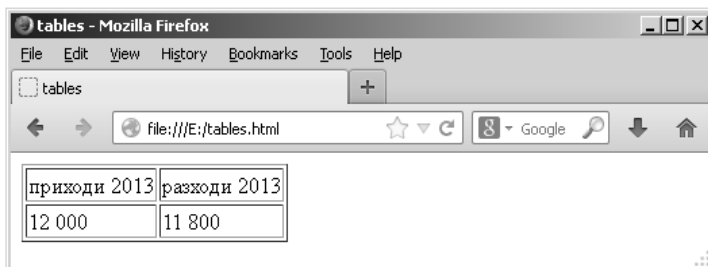 tables - Mozilla Firefox
File Edit View History Bookmarks Tools Help
tables +
file:///E:/tables.html 8 Google
приходи 2013 разходи 2013
12 000 11 800